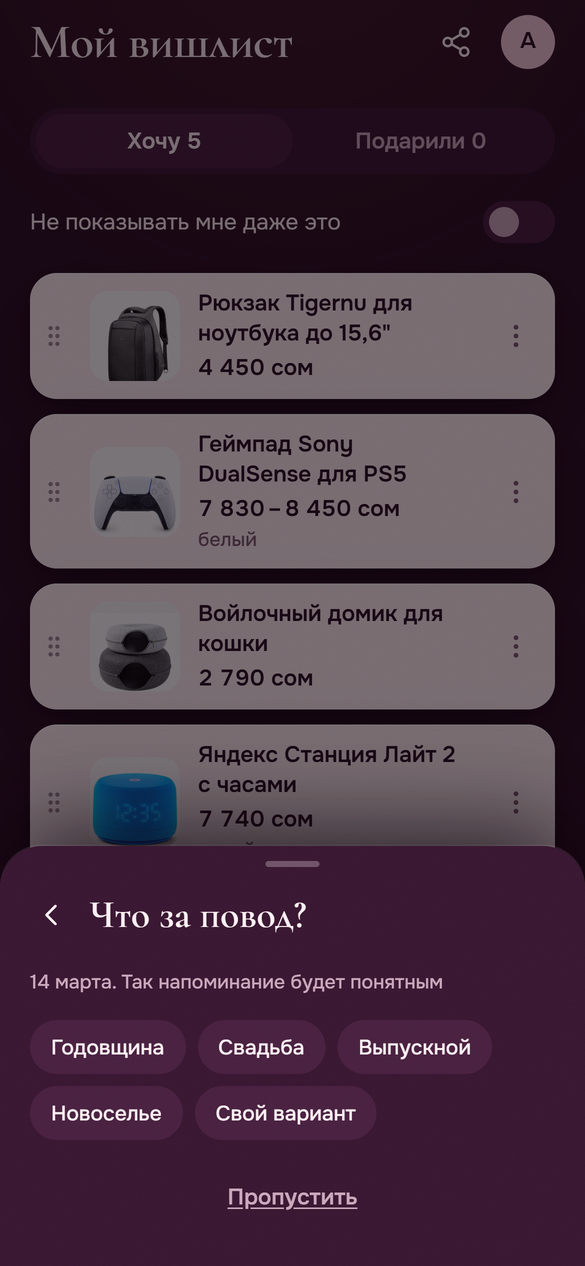 Мой вишлист
А
Хочу 5
Подарили 0
Не показывать мне даже это
Рюкзак Tigernu для
ноутбука до 15,6"
4 450 сом
Геймпад Sony
DualSense для PS5
7 830 – 8 450 сом
белый
Войлочный домик для
кошки
2 790 сом
Яндекс Станция Лайт 2
с часами
12:35
7 740 сом
Что за повод?
14 марта. Так напоминание будет понятным
Годовщина
Свадьба
Выпускной
Новоселье
Свой вариант
Пропустить